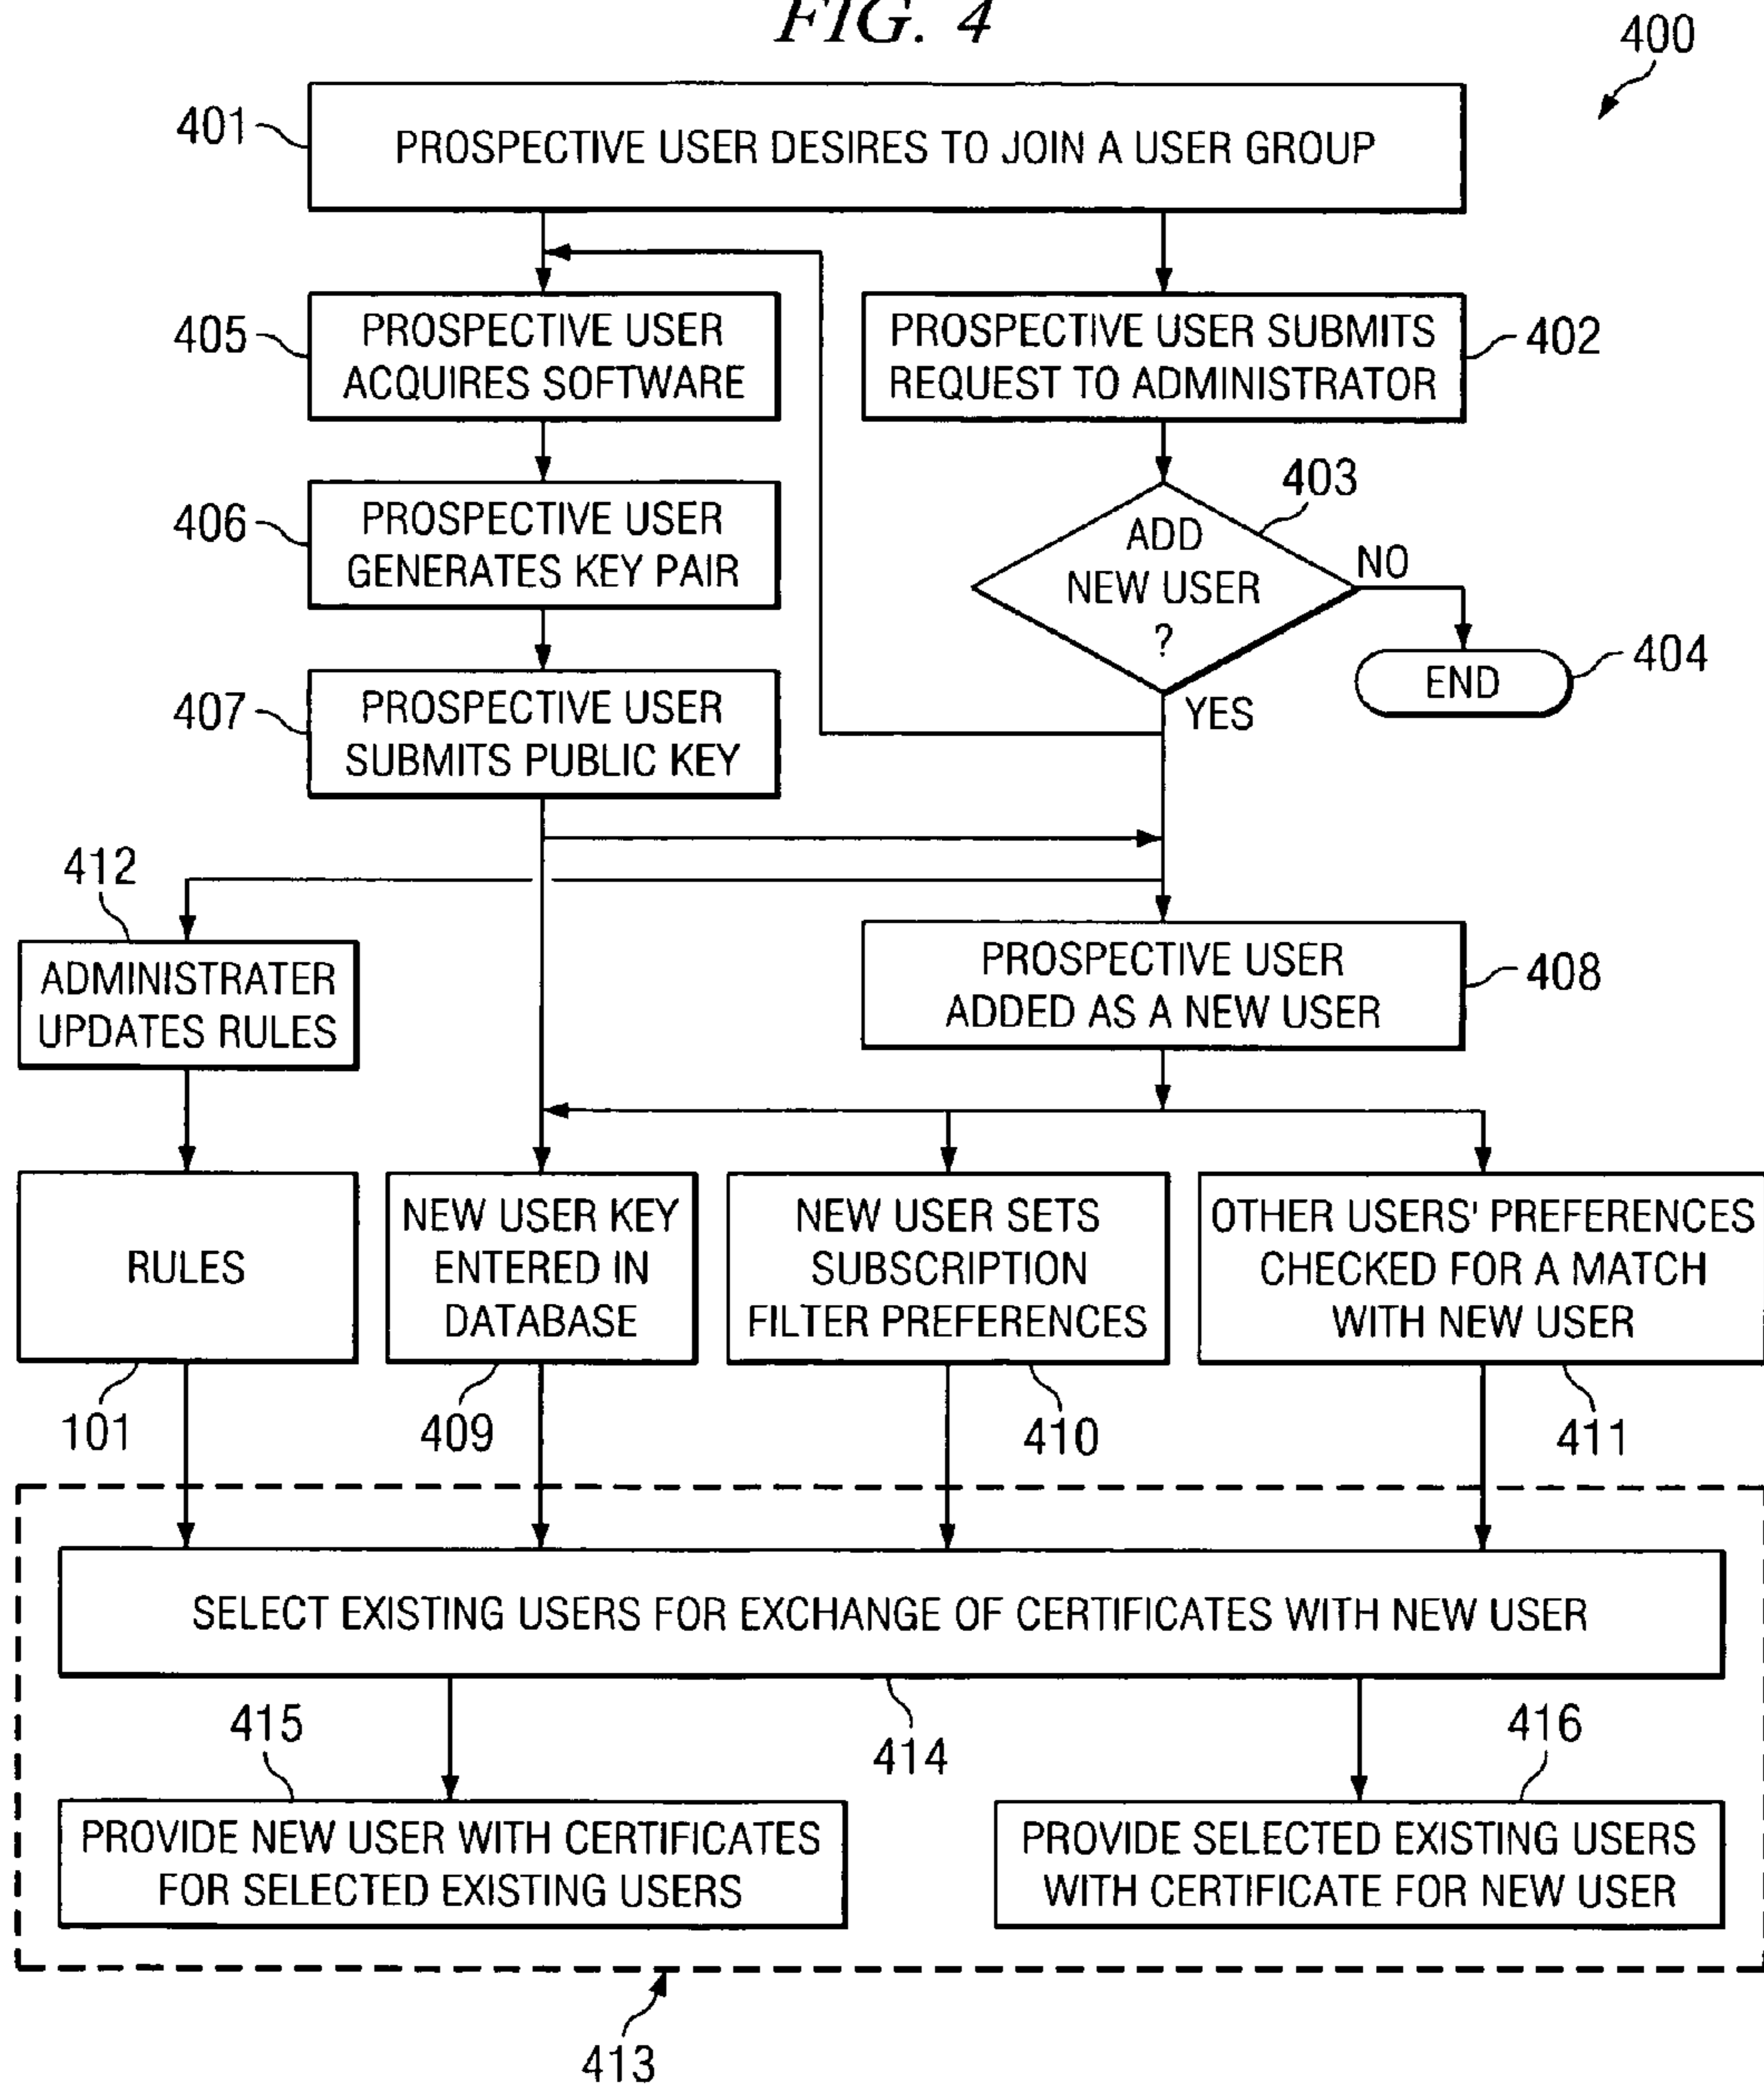 FIG. 4
400
401
PROSPECTIVE USER DESIRES TO JOIN A USER GROUP
405
PROSPECTIVE USER
ACQUIRES SOFTWARE
PROSPECTIVE USER SUBMITS
REQUEST TO ADMINISTRATOR
402
406
PROSPECTIVE USER
GENERATES KEY PAIR
403
ADD
NEW USER
?
NO
YES
END
404
407
PROSPECTIVE USER
SUBMITS PUBLIC KEY
412
ADMINISTRATER
UPDATES RULES
PROSPECTIVE USER
ADDED AS A NEW USER
408
RULES
NEW USER KEY
ENTERED IN
DATABASE
NEW USER SETS
SUBSCRIPTION
FILTER PREFERENCES
OTHER USERS' PREFERENCES
CHECKED FOR A MATCH
WITH NEW USER
101
409
410
411
SELECT EXISTING USERS FOR EXCHANGE OF CERTIFICATES WITH NEW USER
415
414
416
PROVIDE NEW USER WITH CERTIFICATES
FOR SELECTED EXISTING USERS
PROVIDE SELECTED EXISTING USERS
WITH CERTIFICATE FOR NEW USER
413